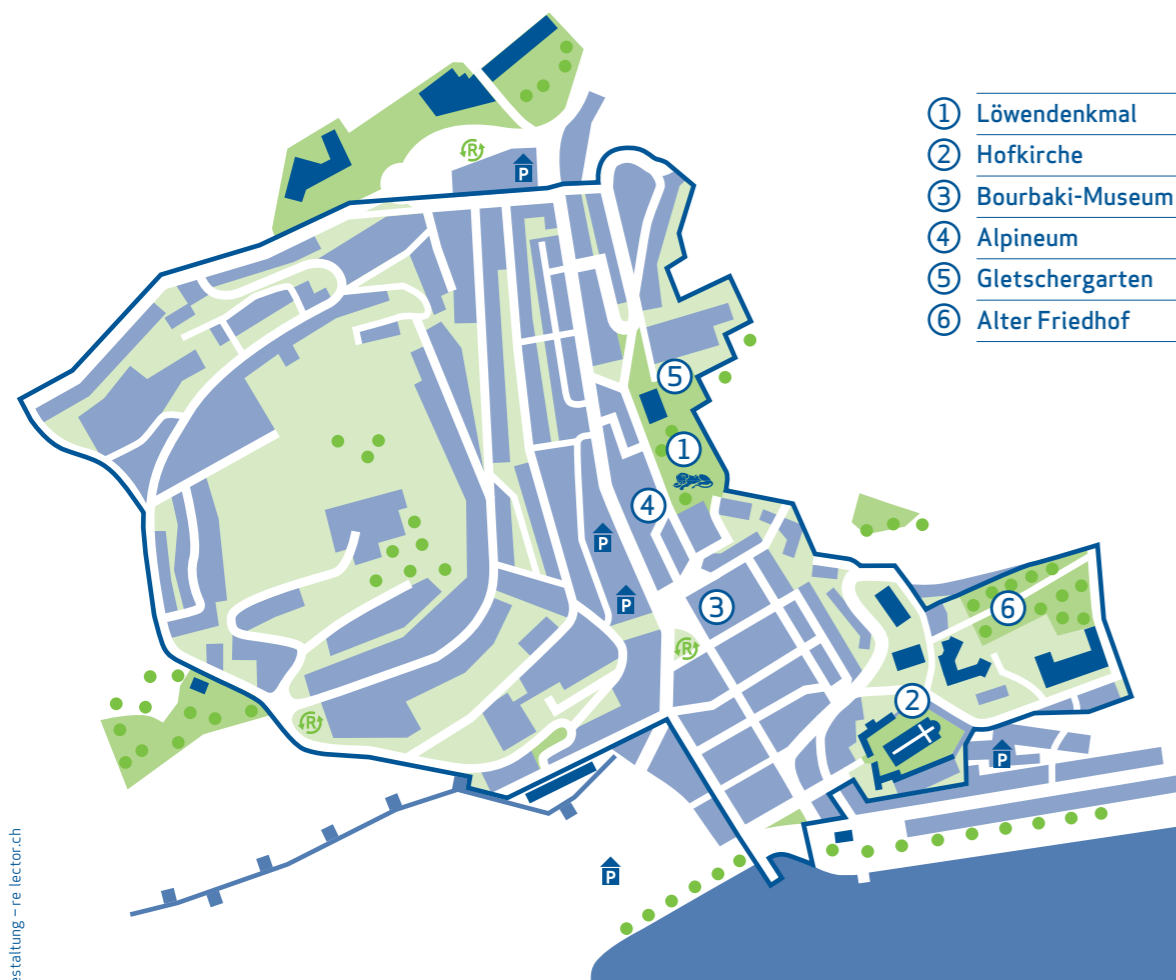 ① Löwendenkmal
② Hofkirche
③ Bourbaki-Museum
④ Alpineum
⑤ Gletschergarten
⑥ Alter Friedhof
R
P
5
1
4
P
P
3
6
R
2
R
P
P
estaltung – re lector.ch